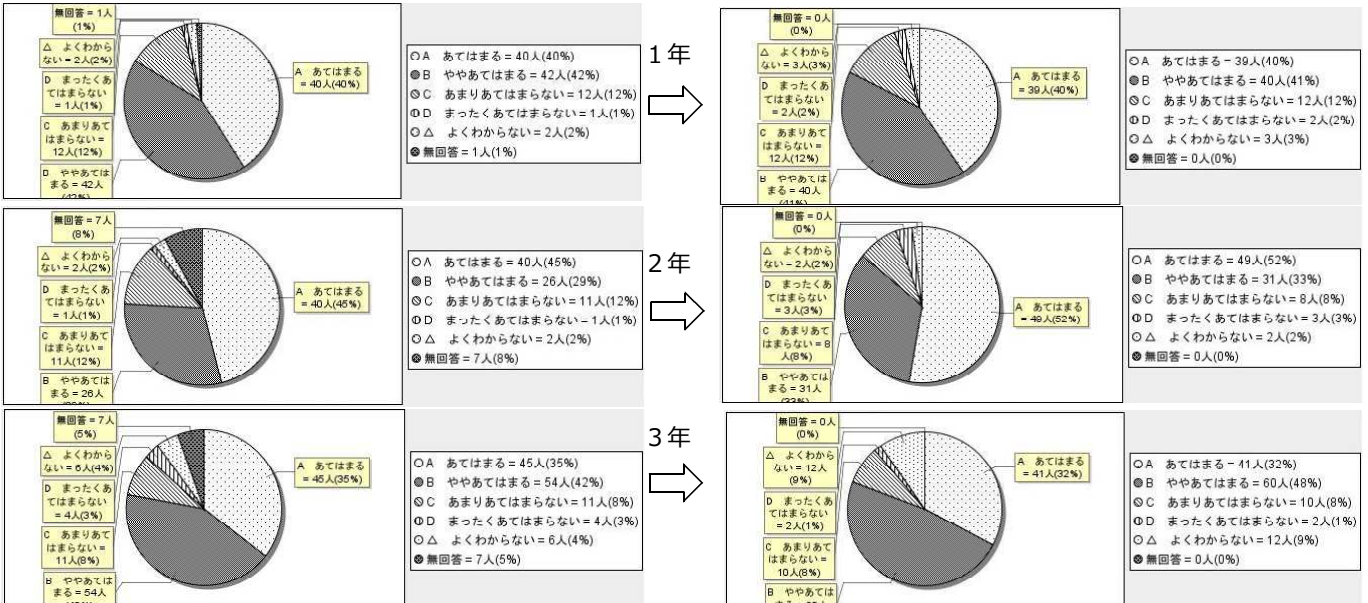 無回答 = 1人
(1%)
△ よくわから
ない = 2人(2%)
D まったくあ
てはまらない
= 1人(1%)
C あまりあて
はまらない =
12人(12%)
まる = 42人
A あてはまる
= 40人(40%)
A あてはまる = 40人(40%)
B ややあてはまる = 42人(42%)
C あまりあてはまらない = 12人(12%)
D まったくあてはまらない = 1人(1%)
△ よくわからない = 2人(2%)
無回答 = 1人(1%)
1年
無回答 = 0人
(0%)
△ よくわから
ない = 3人(3%)
D まったくあ
てはまらない
= 2人(2%)
C あまりあて
はまらない =
12人(12%)
B ややあては
まる = 40人
(41%)
A あてはまる
= 39人(40%)
A あてはまる = 39人(40%)
B ややあてはまる = 40人(41%)
C あまりあてはまらない = 12人(12%)
D まったくあてはまらない = 2人(2%)
△ よくわからない = 3人(3%)
無回答 = 0人(0%)
無回答 = 7人
(8%)
△ よくわから
ない = 2人(2%)
D まったくあ
てはまらない
= 1人(1%)
C あまりあて
はまらない =
11人(12%)
B ややあては
まる = 26人
A あてはまる
= 40人(45%)
A あてはまる = 40人(45%)
B ややあてはまる = 26人(29%)
C あまりあてはまらない = 11人(12%)
D まったくあてはまらない = 1人(1%)
△ よくわからない = 2人(2%)
無回答 = 7人(8%)
2年
無回答 = 0人
(0%)
△ よくわから
ない = 2人(2%)
D まったくあ
てはまらない
= 3人(3%)
C あまりあて
はまらない = 8
人(8%)
B ややあては
まる = 31人
(33%)
A あてはまる
= 49人(52%)
A あてはまる = 49人(52%)
B ややあてはまる = 31人(33%)
C あまりあてはまらない = 8人(8%)
D まったくあてはまらない = 3人(3%)
△ よくわからない = 2人(2%)
無回答 = 0人(0%)
無回答 = 7人
(5%)
△ よくわから
ない = 6人(4%)
D まったくあ
てはまらない
= 4人(3%)
C あまりあて
はまらない =
11人(8%)
B ややあては
まる = 54人
A あてはまる
= 45人(35%)
A あてはまる = 45人(35%)
B ややあてはまる = 54人(42%)
C あまりあてはまらない = 11人(8%)
D まったくあてはまらない = 4人(3%)
△ よくわからない = 6人(4%)
無回答 = 7人(5%)
3年
無回答 = 0人
(0%)
△ よくわから
ない = 12人
(9%)
D まったくあ
てはまらない
= 2人(1%)
C あまりあて
はまらない =
10人(8%)
B ややあては
A あてはまる
= 41人(32%)
A あてはまる = 41人(32%)
B ややあてはまる = 60人(48%)
C あまりあてはまらない = 10人(8%)
D まったくあてはまらない = 2人(1%)
△ よくわからない = 12人(9%)
無回答 = 0人(0%)